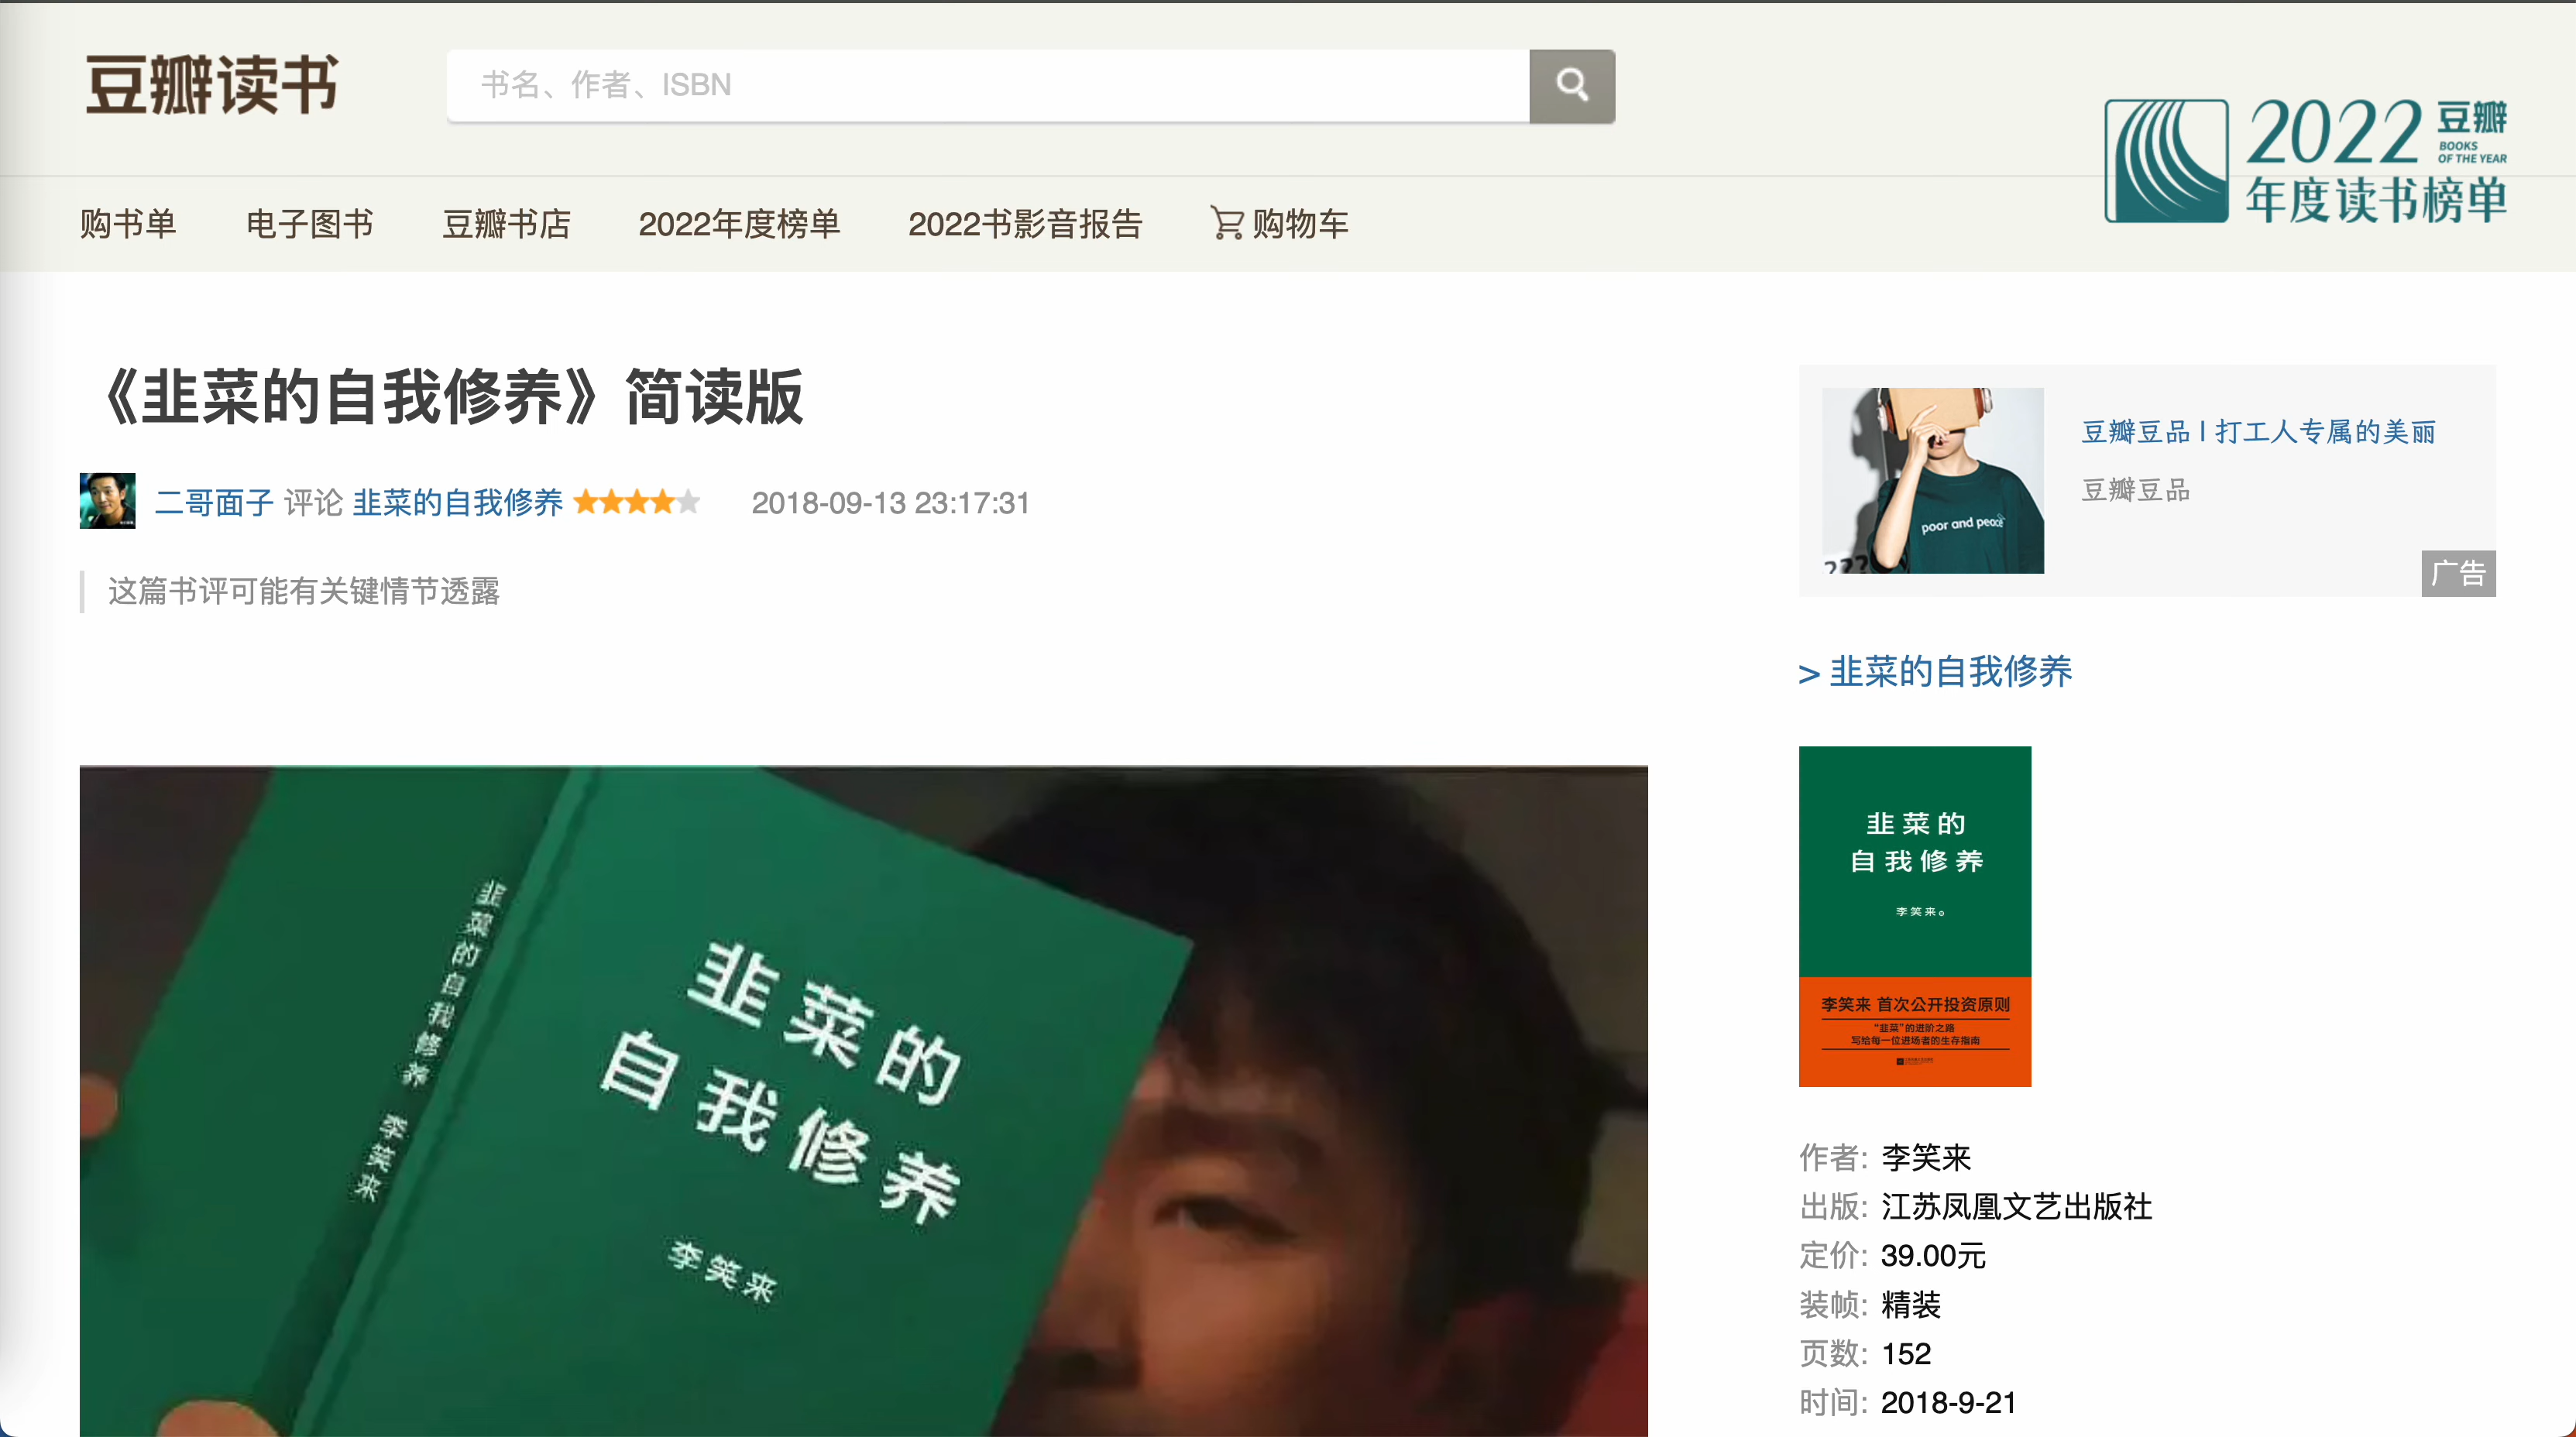 豆瓣读书
书名、作者、ISBN
2022 豆瓣
BOOKS
OF THE YEAR
年度读书榜单
购书单 电子图书 豆瓣书店 2022年度榜单 2022书影音报告 购物车
《韭菜的自我修养》简读版
二哥面子 评论 韭菜的自我修养 2018-09-13 23:17:31
这篇书评可能有关键情节透露
韭菜的自我修养 李笑来
韭菜的
自我修养
李笑来
poor and peace
???
豆瓣豆品 | 打工人专属的美丽
豆瓣豆品
广告
> 韭菜的自我修养
韭菜的
自我修养
李笑来。
李笑来 首次公开投资原则
“韭菜”的进阶之路
写给每一位进场者的生存指南
作者: 李笑来
出版: 江苏凤凰文艺出版社
定价: 39.00元
装帧: 精装
页数: 152
时间: 2018-9-21